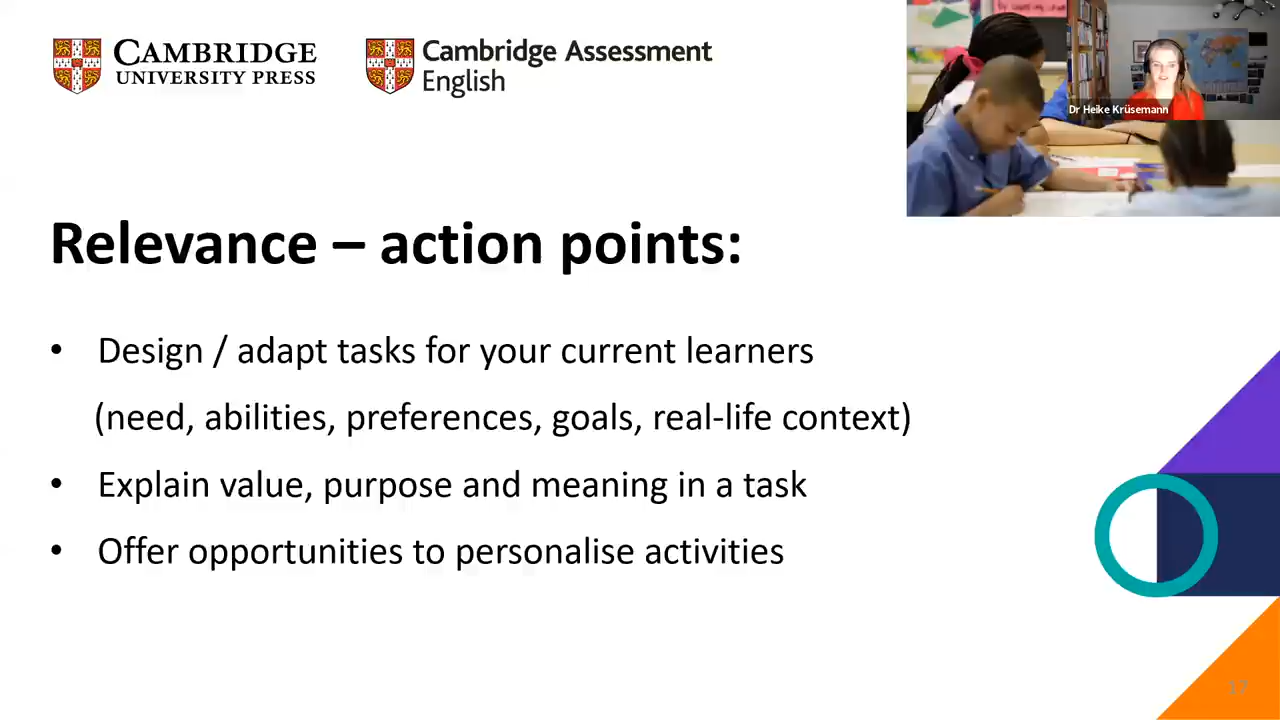 CAMBRIDGE
UNIVERSITY PRESS
Cambridge Assessment
English
Dr Heike Krüsemann
Relevance – action points:
• Design / adapt tasks for your current learners
(need, abilities, preferences, goals, real-life context)
• Explain value, purpose and meaning in a task
• Offer opportunities to personalise activities
17